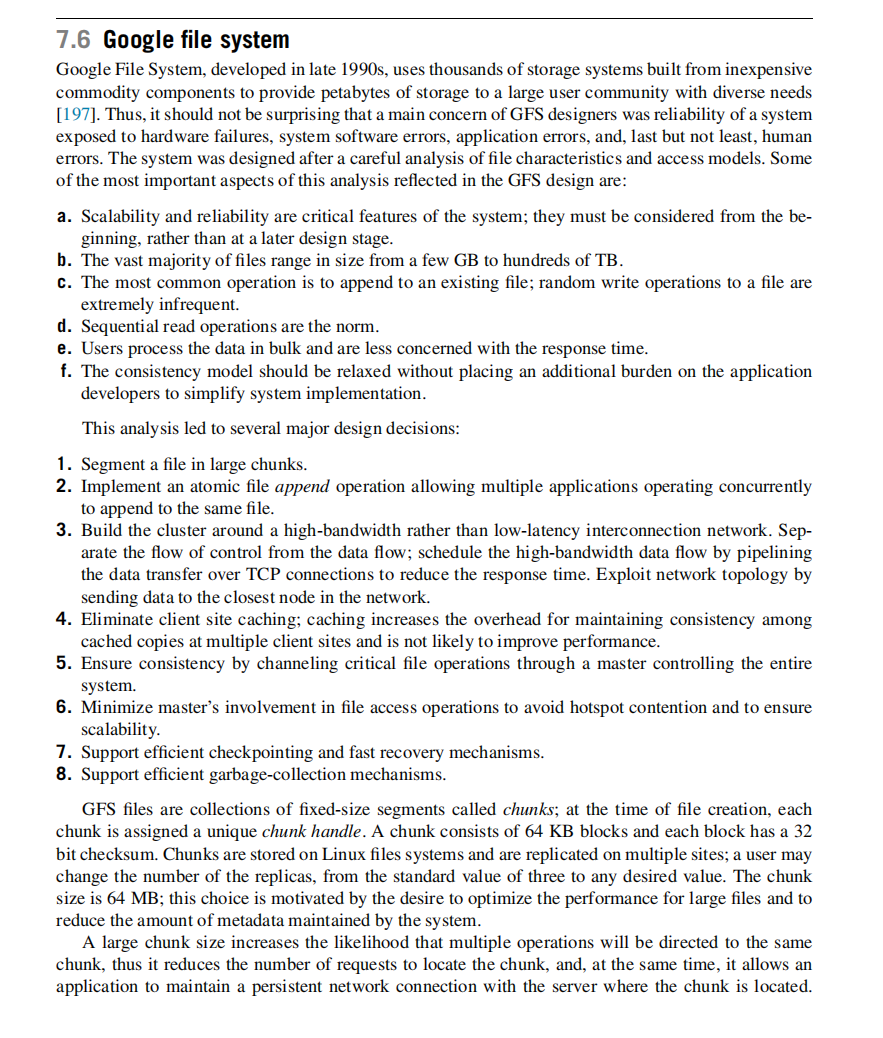 7.6 Google file system
Google File System, developed in late 1990s, uses thousands of storage systems built from inexpensive
commodity components to provide petabytes of storage to a large user community with diverse needs
[197]. Thus, it should not be surprising that a main concern of GFS designers was reliability of a system
exposed to hardware failures, system software errors, application errors, and, last but not least, human
errors. The system was designed after a careful analysis of file characteristics and access models. Some
of the most important aspects of this analysis reflected in the GFS design are:
a. Scalability and reliability are critical features of the system; they must be considered from the be-
ginning, rather than at a later design stage.
b. The vast majority of files range in size from a few GB to hundreds of TB.
c. The most common operation is to append to an existing file; random write operations to a file are
extremely infrequent.
d. Sequential read operations are the norm.
e. Users process the data in bulk and are less concerned with the response time.
f. The consistency model should be relaxed without placing an additional burden on the application
developers to simplify system implementation.
This analysis led to several major design decisions:
1. Segment a file in large chunks.
2. Implement an atomic file append operation allowing multiple applications operating concurrently
to append to the same file.
3. Build the cluster around a high-bandwidth rather than low-latency interconnection network. Sep-
arate the flow of control from the data flow; schedule the high-bandwidth data flow by pipelining
the data transfer over TCP connections to reduce the response time. Exploit network topology by
sending data to the closest node in the network.
4. Eliminate client site caching; caching increases the overhead for maintaining consistency among
cached copies at multiple client sites and is not likely to improve performance.
5. Ensure consistency by channeling critical file operations through a master controlling the entire
system.
6. Minimize master's involvement in file access operations to avoid hotspot contention and to ensure
scalability.
7. Support efficient checkpointing and fast recovery mechanisms.
8. Support efficient garbage-collection mechanisms.
GFS files are collections of fixed-size segments called chunks; at the time of file creation, each
chunk is assigned a unique chunk handle. A chunk consists of 64 KB blocks and each block has a 32
bit checksum. Chunks are stored on Linux files systems and are replicated on multiple sites; a user may
change the number of the replicas, from the standard value of three to any desired value. The chunk
size is 64 MB; this choice is motivated by the desire to optimize the performance for large files and to
reduce the amount of metadata maintained by the system.
A large chunk size increases the likelihood that multiple operations will be directed to the same
chunk, thus it reduces the number of requests to locate the chunk, and, at the same time, it allows an
application to maintain a persistent network connection with the server where the chunk is located.